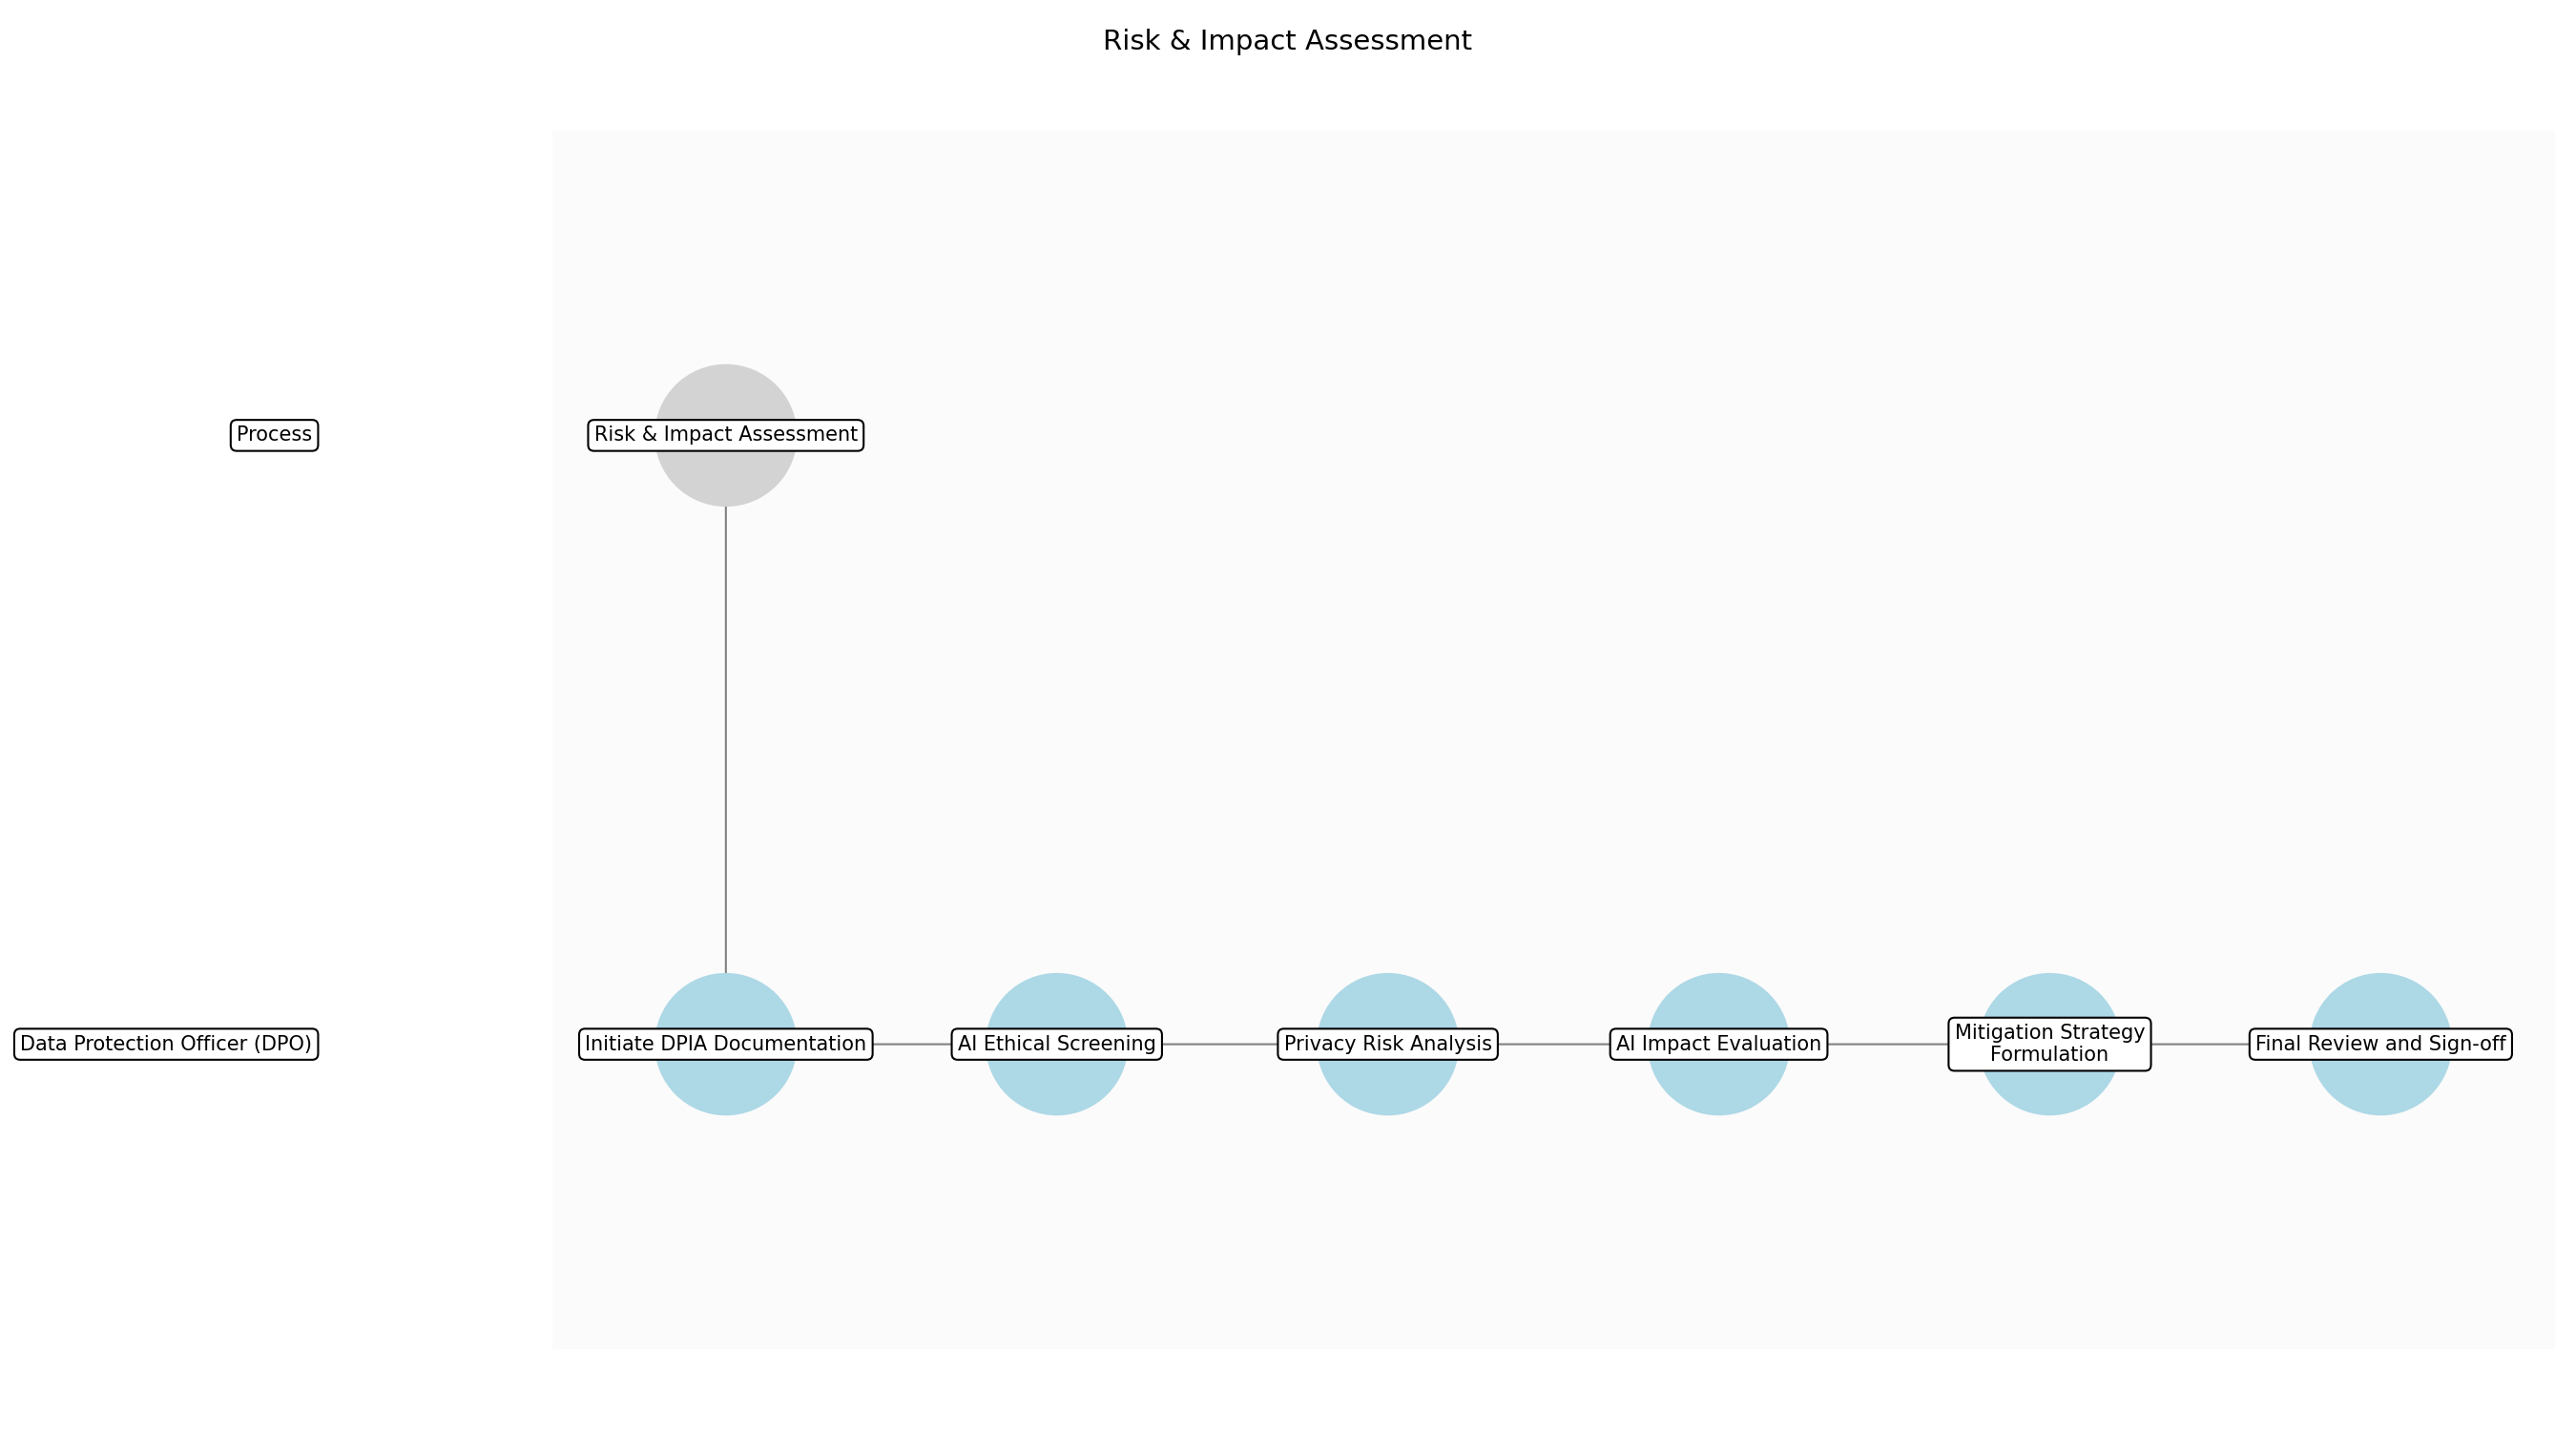 Risk & Impact Assessment
Process
Risk & Impact Assessment
Data Protection Officer (DPO)
Initiate DPIA Documentation
AI Ethical Screening
Privacy Risk Analysis
AI Impact Evaluation
Mitigation Strategy
Formulation
Final Review and Sign-off